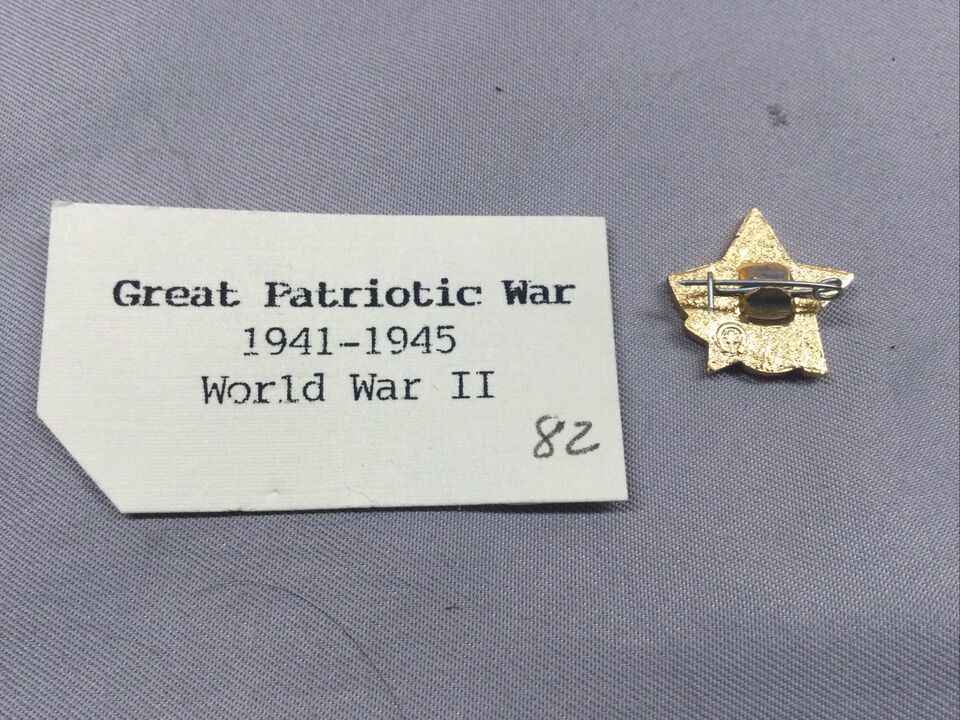 Great Patriotic War
1941-1945
World War II
82